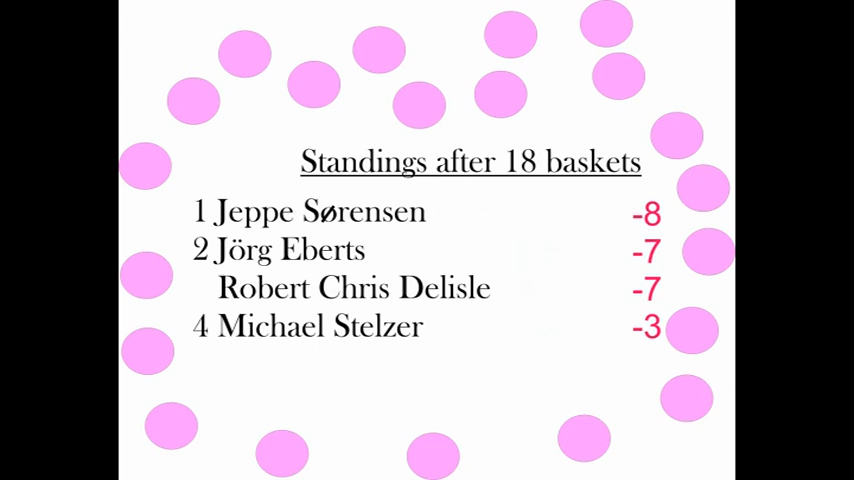 Standings after 18 baskets
1 Jeppe Sørensen -8
2 Jörg Eberts -7
Robert Chris Delisle -7
4 Michael Stelzer -3